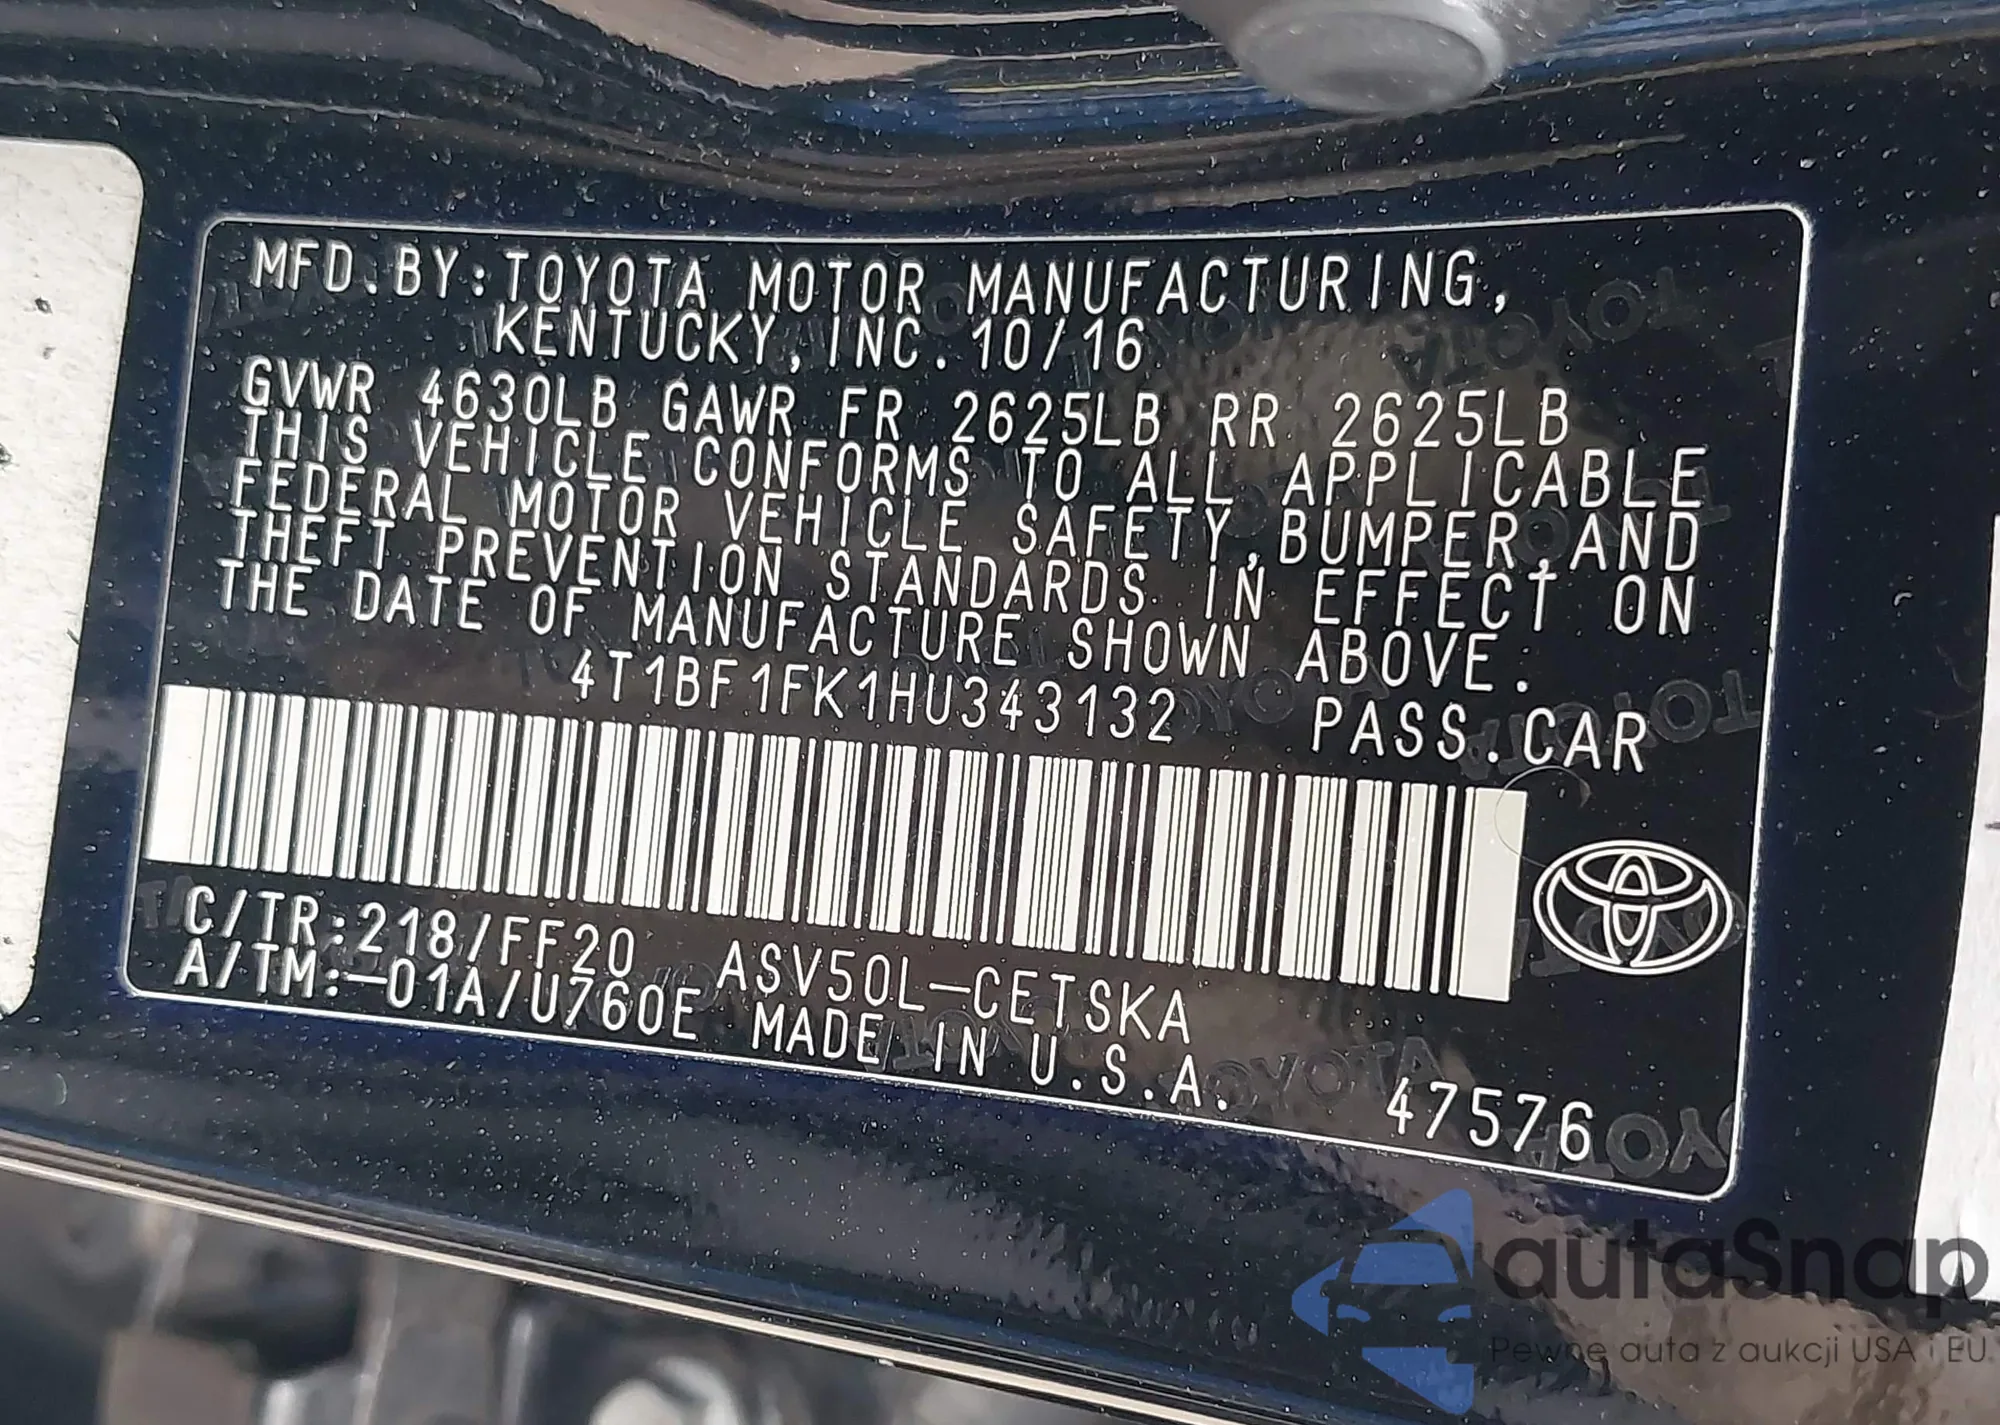 MFD.BY:TOYOTA MOTOR MANUFACTURING,
KENTUCKY,INC.10/16
GVWR 4630LB GAWR FR 2625LB RR 2625LB
THIS VEHICLE CONFORMS TO ALL APPLICABLE
FEDERAL MOTOR VEHICLE SAFETY,BUMPER,AND
THEFT PREVENTION STANDARDS IN EFFECT ON
THE DATE OF MANUFACTURE SHOWN ABOVE.
4T1BF1FK1HU343132 PASS.CAR
C/TR:218/FF20 ASV50L-CETSKA
A/TM:-01A/U760E MADE IN U.S.A.
47576
autaSnap
Pewne auta z aukcji USA i EU